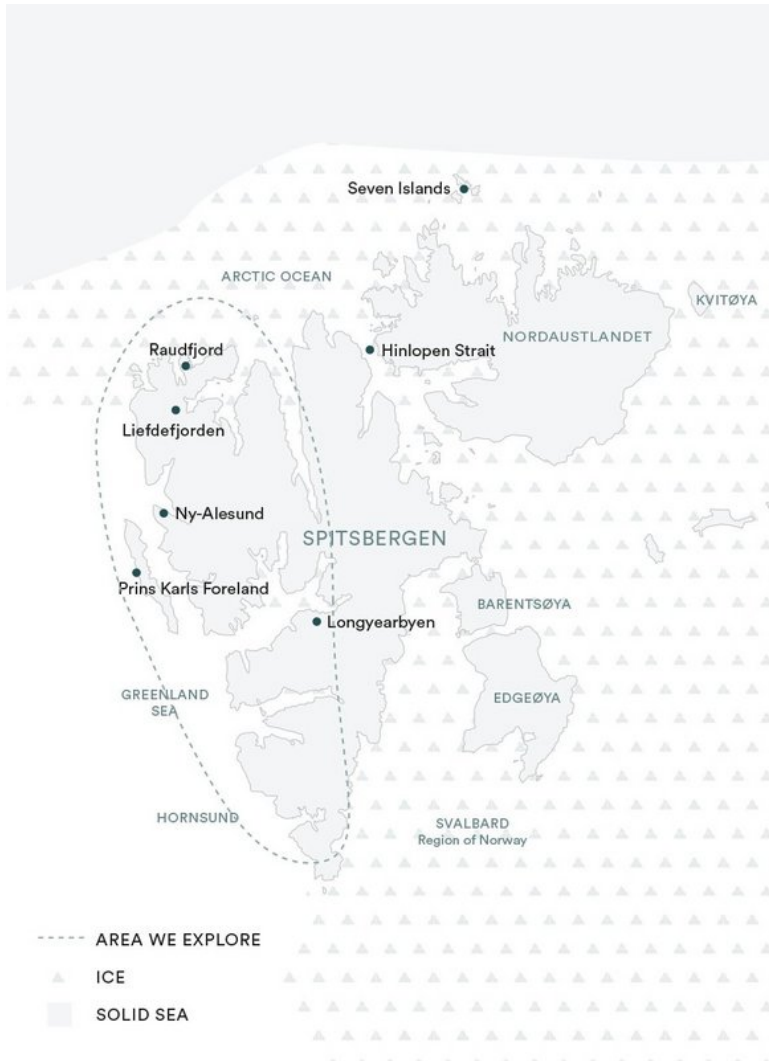 Seven Islands
ARCTIC OCEAN
KVITØYA
NORDAUSTLANDET
Raudfjord
Hinlopen Strait
Liefdefjorden
Ny-Alesund
SPITSBERGEN
Prins Karls Foreland
BARENTSØYA
Longyearbyen
GREENLAND
SEA
EDGEØYA
HORNSUND
SVALBARD
Region of Norway
AREA WE EXPLORE
ICE
SOLID SEA